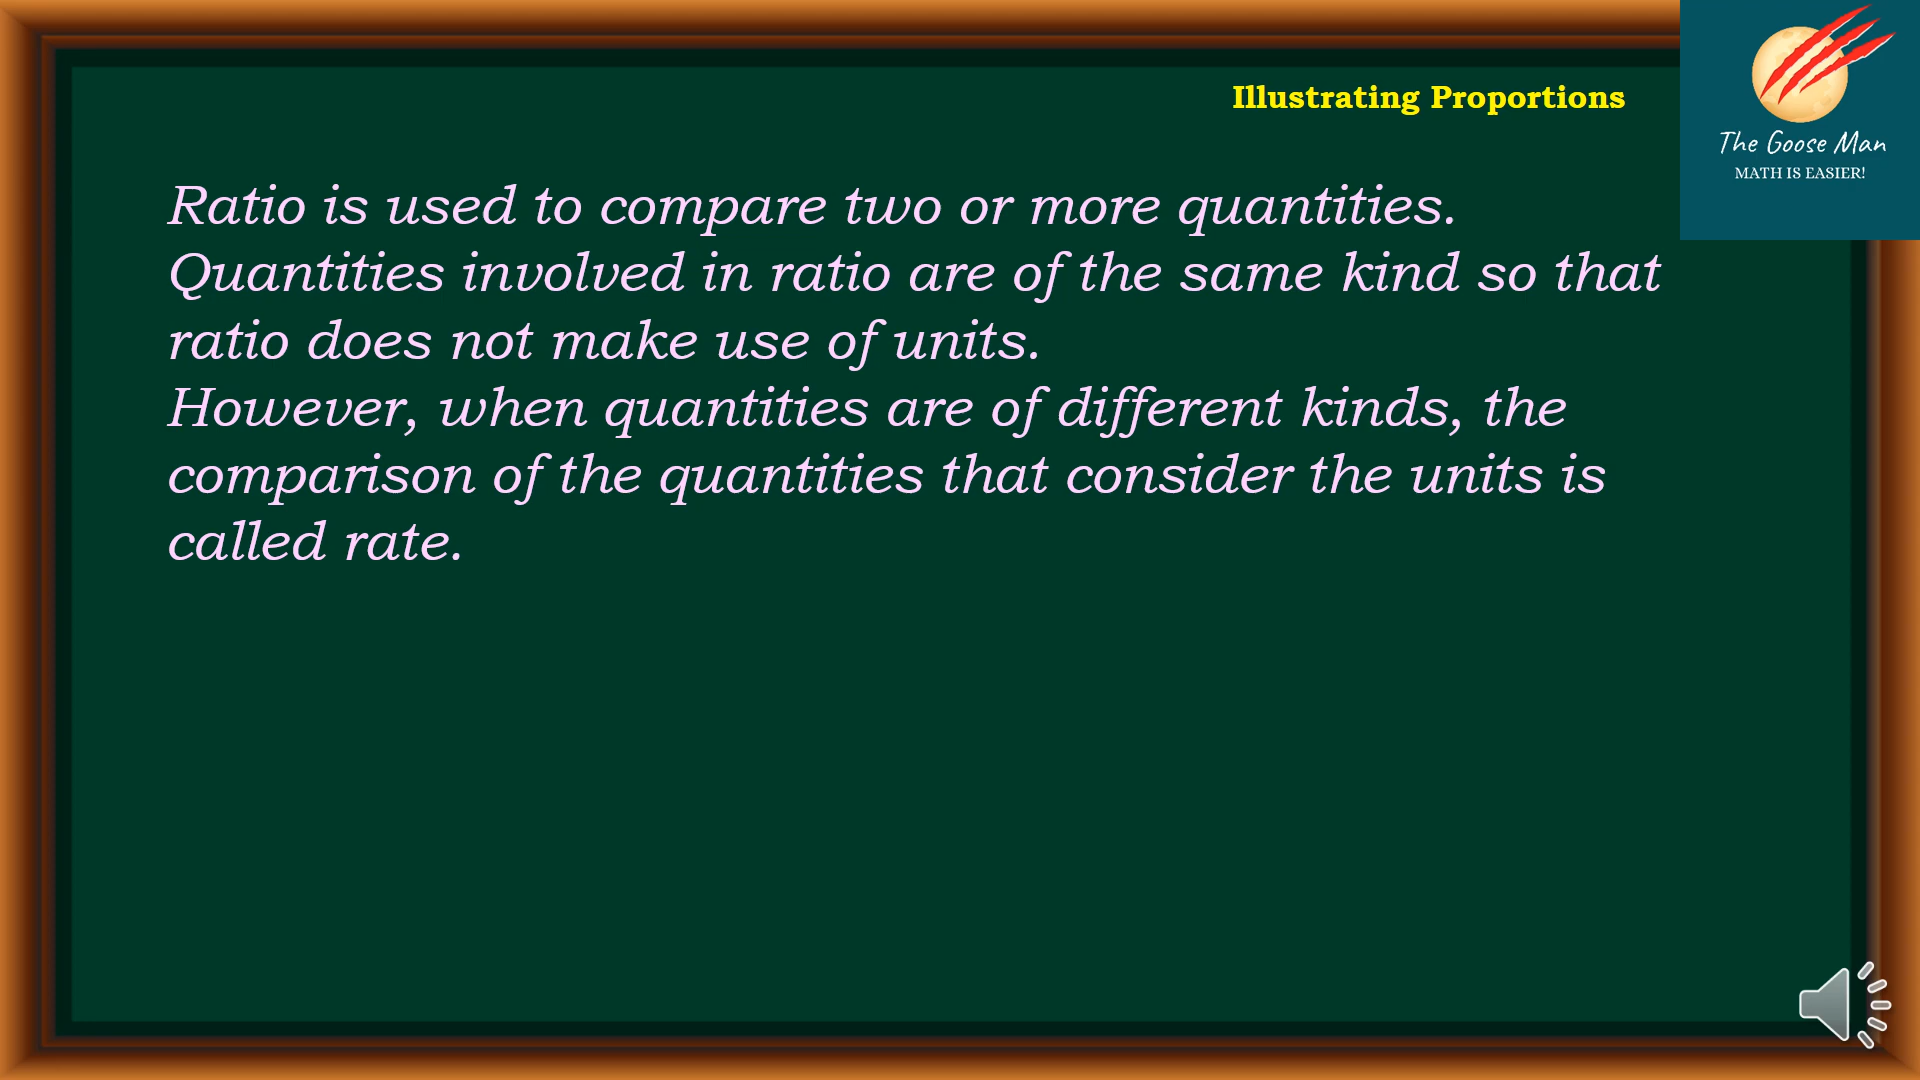 Illustrating Proportions
The Goose Man
MATH IS EASIER!
Ratio is used to compare two or more quantities.
Quantities involved in ratio are of the same kind so that
ratio does not make use of units.
However, when quantities are of different kinds, the
comparison of the quantities that consider the units is
called rate.